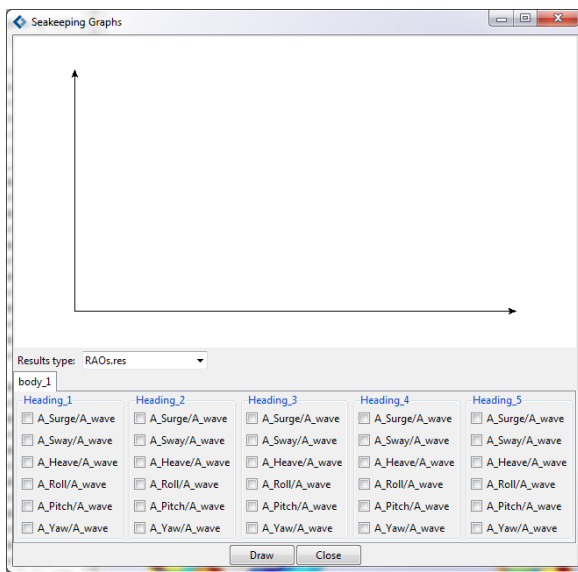 Seakeeping Graphs
Results type: RAOs.res
body_1
Heading_1 Heading_2 Heading_3 Heading_4 Heading_5
A_Surge/A_wave A_Surge/A_wave A_Surge/A_wave A_Surge/A_wave A_Surge/A_wave
A_Sway/A_wave A_Sway/A_wave A_Sway/A_wave A_Sway/A_wave A_Sway/A_wave
A_Heave/A_wave A_Heave/A_wave A_Heave/A_wave A_Heave/A_wave A_Heave/A_wave
A_Roll/A_wave A_Roll/A_wave A_Roll/A_wave A_Roll/A_wave A_Roll/A_wave
A_Pitch/A_wave A_Pitch/A_wave A_Pitch/A_wave A_Pitch/A_wave A_Pitch/A_wave
A_Yaw/A_wave A_Yaw/A_wave A_Yaw/A_wave A_Yaw/A_wave A_Yaw/A_wave
Draw Close